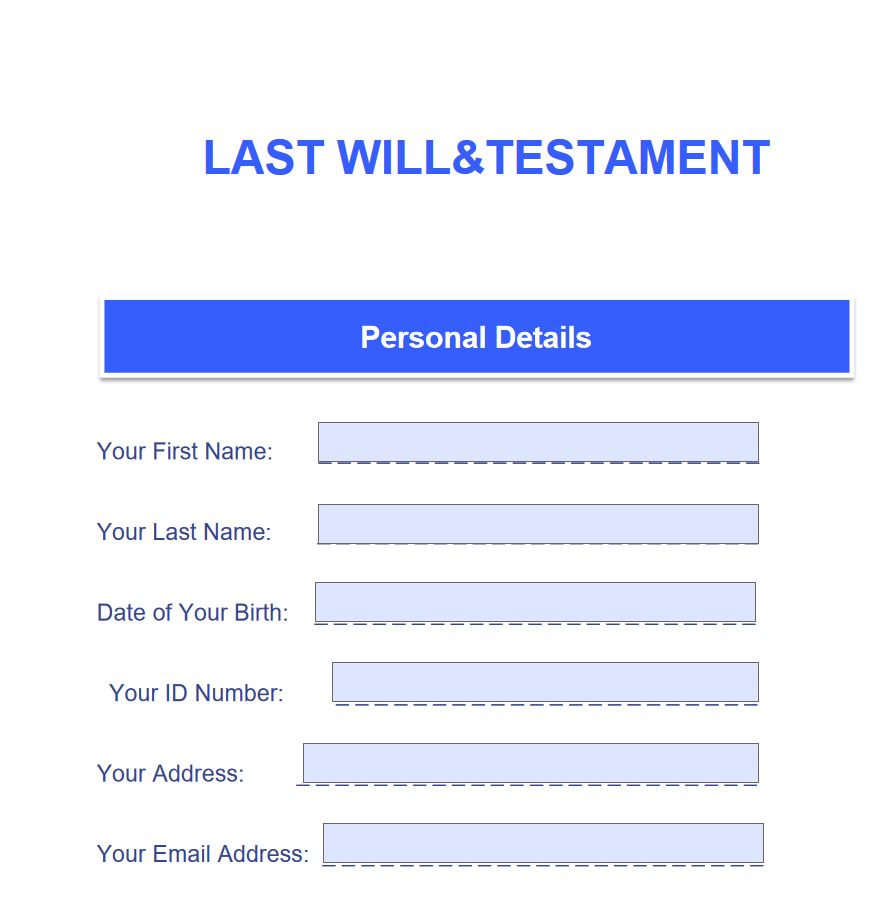 LAST WILL&TESTAMENT
Personal Details
Your First Name:
Your Last Name:
Date of Your Birth:
Your ID Number:
Your Address:
Your Email Address: